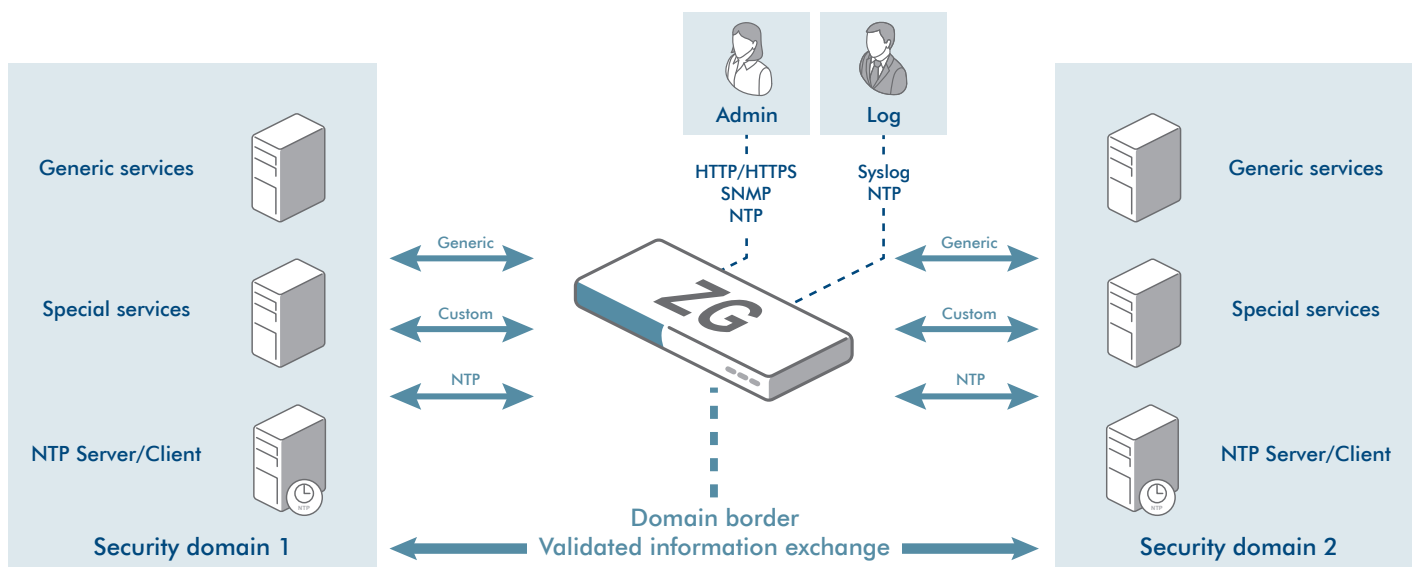 Admin
Log
HTTP/HTTPS
SNMP
NTP
Syslog
NTP
Generic services
Special services
NTP Server/Client
NTP
Security domain 1
Generic
Custom
NTP
ZG
Generic
Custom
NTP
Generic services
Special services
NTP Server/Client
NTP
Security domain 2
Domain border
Validated information exchange